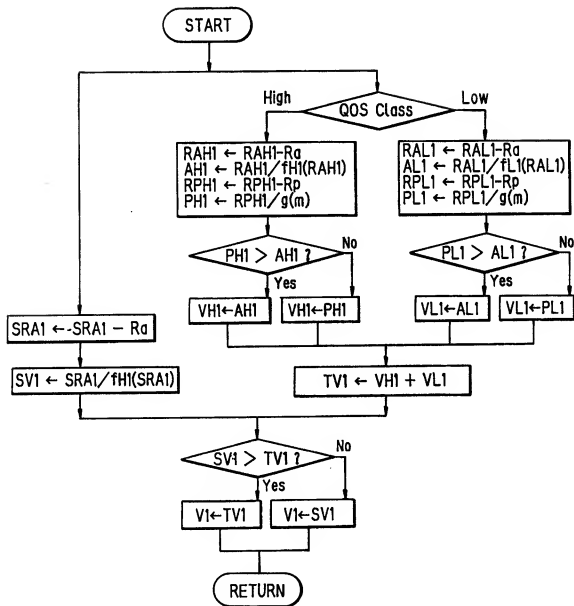 START
QOS Class
High
Low
RAH1 ← RAH1-Ra
AH1 ← RAH1/fH1(RAH1)
RPH1 ← RPH1-Rp
PH1 ← RPH1/g(m)
RAL1 ← RAL1-Ra
AL1 ← RAL1/fL1(RAL1)
RPL1 ← RPL1-Rp
PL1 ← RPL1/g(m)
PH1 > AH1 ?
No
Yes
PL1 > AL1 ?
No
Yes
VH1←AH1
VH1←PH1
VL1←AL1
VL1←PL1
SRA1 ←-SRA1 - Ra
SV1 ← SRA1/fH1(SRA1)
TV1 ← VH1 + VL1
SV1 > TV1 ?
No
Yes
V1←TV1
V1←SV1
RETURN